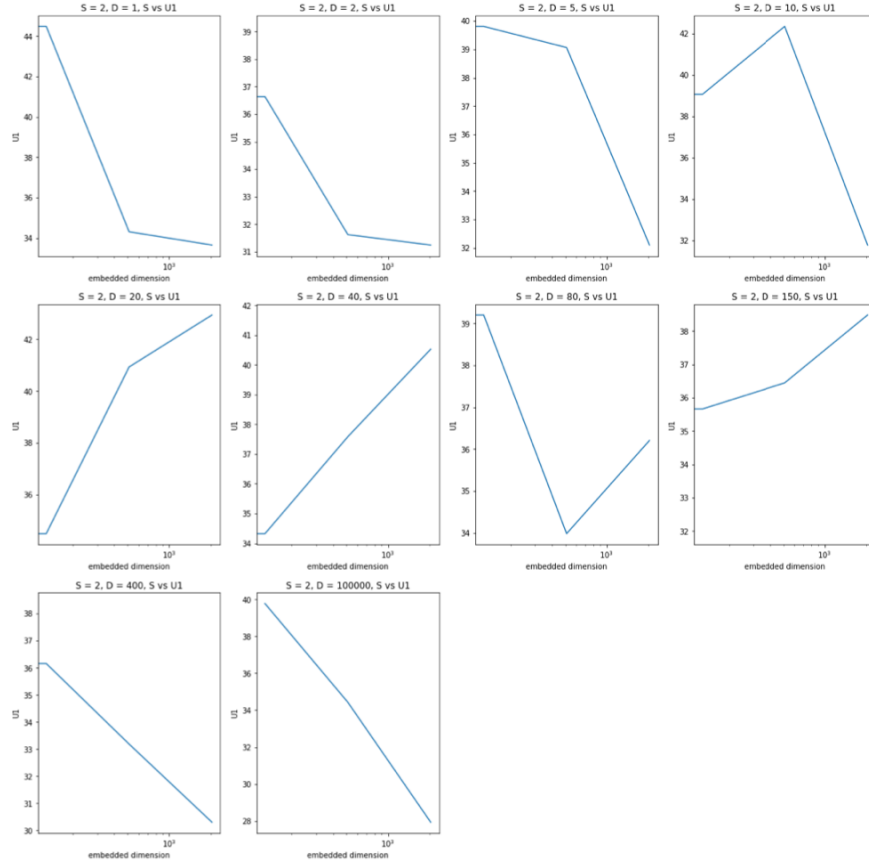 S = 2, D = 1, S vs U1
44
42
40
38
36
34
U1
10³
embedded dimension
S = 2, D = 2, S vs U1
39
38
37
36
35
34
33
32
31
U1
10³
embedded dimension
S = 2, D = 5, S vs U1
40
39
38
37
36
35
34
33
32
U1
10³
embedded dimension
S = 2, D = 10, S vs U1
42
40
38
36
34
32
U1
10³
embedded dimension
S = 2, D = 20, S vs U1
42
40
38
36
U1
10³
embedded dimension
S = 2, D = 40, S vs U1
42
41
40
39
38
37
36
35
34
U1
10³
embedded dimension
S = 2, D = 80, S vs U1
39
38
37
36
35
34
U1
10³
embedded dimension
S = 2, D = 150, S vs U1
38
37
36
35
34
33
32
U1
10³
embedded dimension
S = 2, D = 400, S vs U1
38
37
36
35
34
33
32
31
30
U1
10³
embedded dimension
S = 2, D = 100000, S vs U1
40
38
36
34
32
30
28
U1
10³
embedded dimension